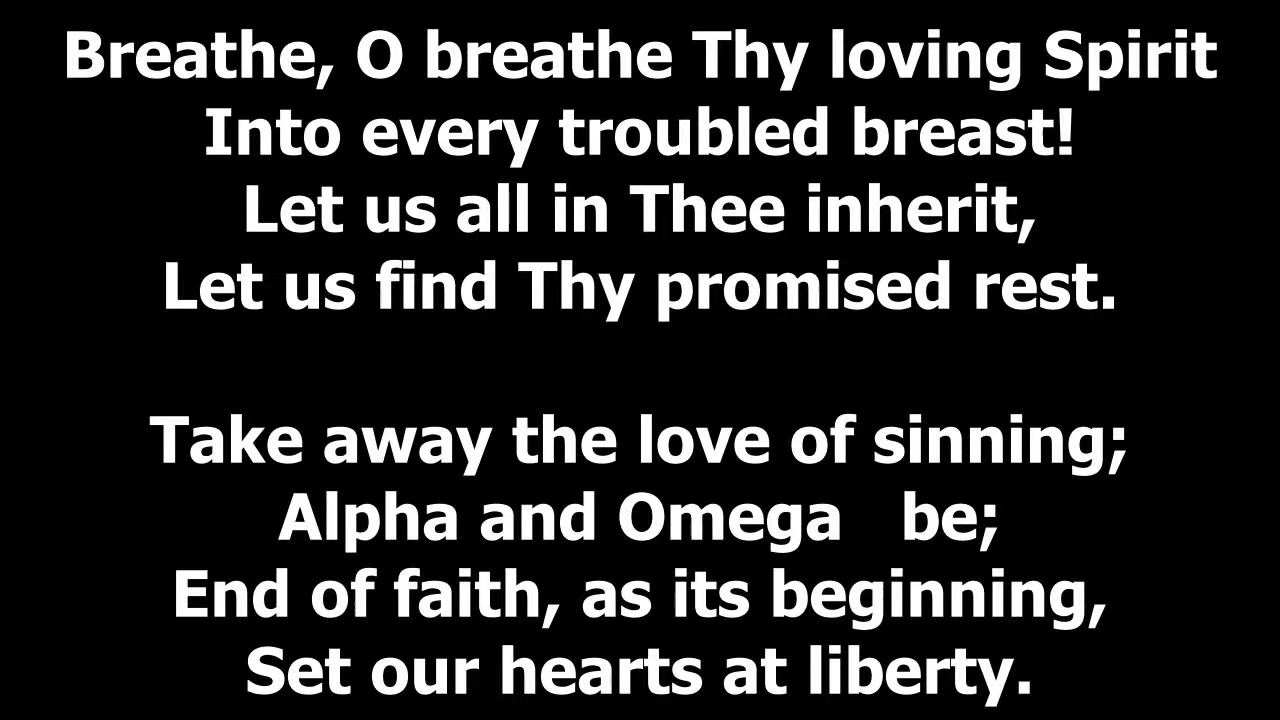 Breathe, O breathe Thy loving Spirit
Into every troubled breast!
Let us all in Thee inherit,
Let us find Thy promised rest.
Take away the love of sinning;
Alpha and Omega be;
End of faith, as its beginning,
Set our hearts at liberty.